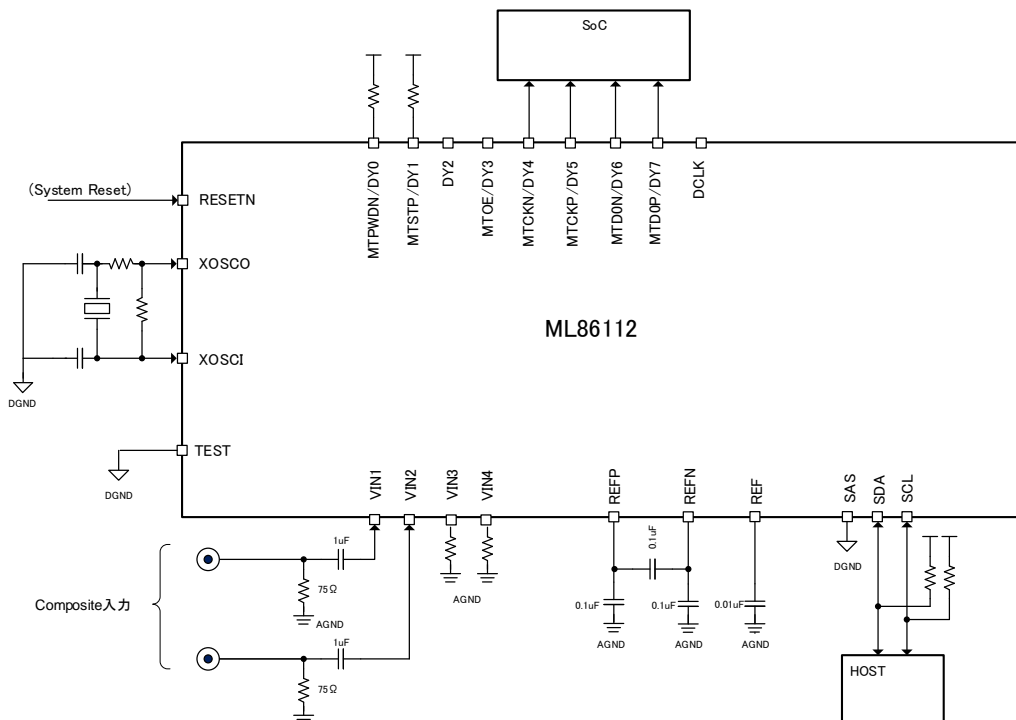 SoC
MTPWDN/DY0
MTSTP/DY1
DY2
MTOE/DY3
MTCKN/DY4
MTCKP/DY5
MTD0N/DY6
MTD0P/DY7
DCLK
(System Reset)
RESETN
XOSCO
XOSCI
DGND
ML86112
TEST
DGND
VIN1
VIN2
VIN3
VIN4
REFP
REFN
REF
SAS
SDA
SCL
1uF
75Ω
AGND
AGND
0.1uF
0.1uF
0.1uF
0.01uF
AGND
AGND
AGND
DGND
Composite入力
1uF
75Ω
HOST